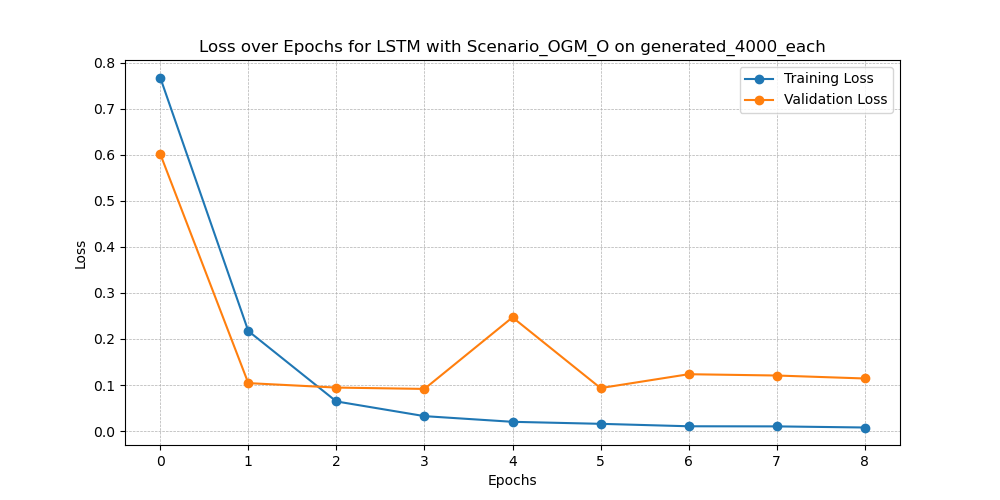 Loss over Epochs for LSTM with Scenario_OGM_O on generated_4000_each
Training Loss
Validation Loss
Loss
0.8
0.7
0.6
0.5
0.4
0.3
0.2
0.1
0.0
0 1 2 3 4 5 6 7 8
Epochs